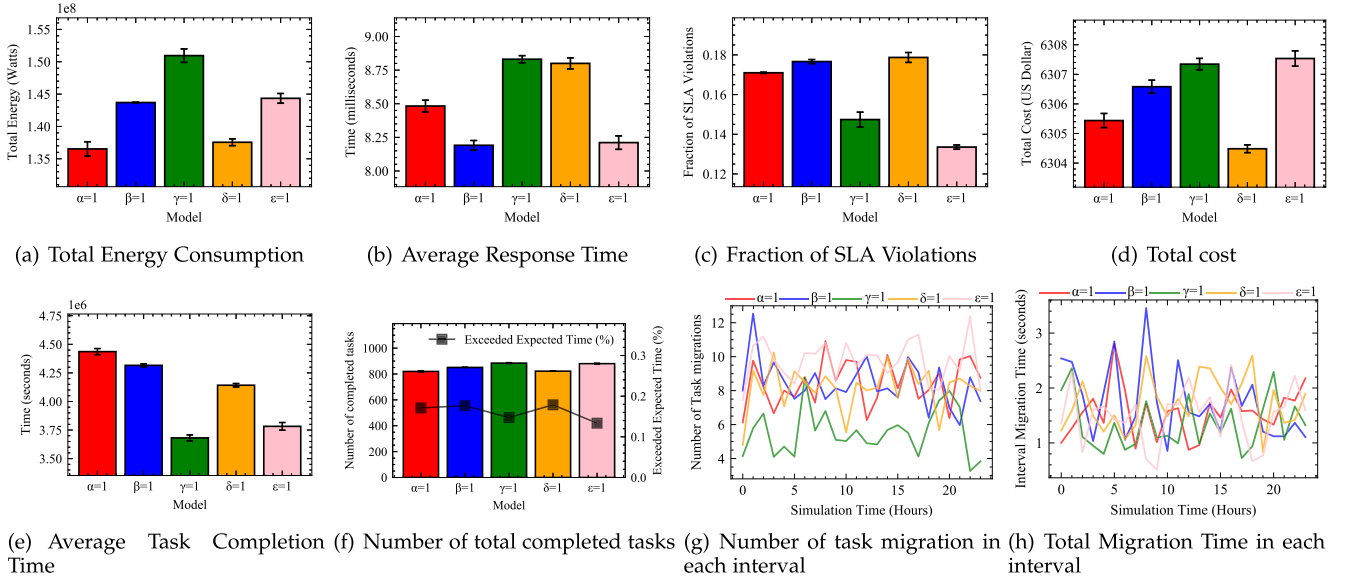 1e8
1.55
1.50
1.45
1.40
1.35
Total Energy (Watts)
α=1 β=1 γ=1 δ=1 ε=1
Model
(a) Total Energy Consumption
9.00
8.75
8.50
8.25
8.00
Time (milliseconds)
α=1 β=1 γ=1 δ=1 ε=1
Model
(b) Average Response Time
0.18
0.16
0.14
0.12
Fraction of SLA Violations
α=1 β=1 γ=1 δ=1 ε=1
Model
(c) Fraction of SLA Violations
6308
6307
6306
6305
6304
Total Cost (US Dollar)
α=1 β=1 γ=1 δ=1 ε=1
Model
(d) Total cost
1e6
4.75
4.50
4.25
4.00
3.75
3.50
Time (seconds)
α=1 β=1 γ=1 δ=1 ε=1
Model
(e) Average Task Completion
Time
Exceeded Expected Time (%)
1000
800
600
400
200
0
Number of completed tasks
0.3
0.2
0.1
0.0
Exceeded Expected Time (%)
α=1 β=1 γ=1 δ=1 ε=1
Model
(f) Number of total completed tasks
α=1 β=1 γ=1 δ=1 ε=1
12
10
8
6
4
Number of Task migrations
0 5 10 15 20
Simulation Time (Hours)
(g) Number of task migration in
each interval
α=1 β=1 γ=1 δ=1 ε=1
3
2
1
Interval Migration Time (seconds)
0 5 10 15 20
Simulation Time (Hours)
(h) Total Migration Time in each
interval